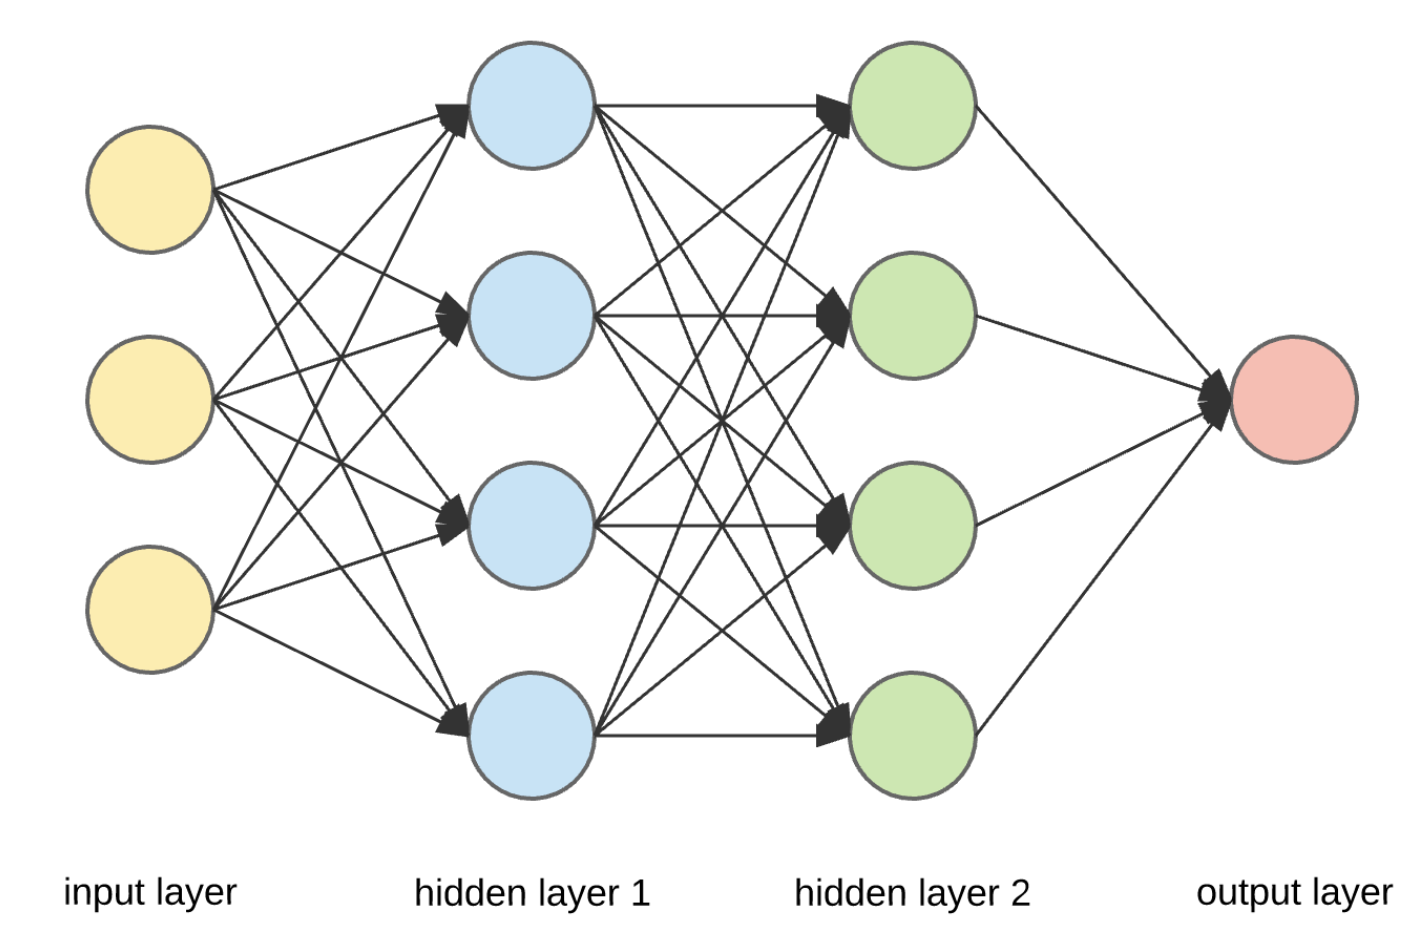 input layer
hidden layer 1
hidden layer 2
output layer